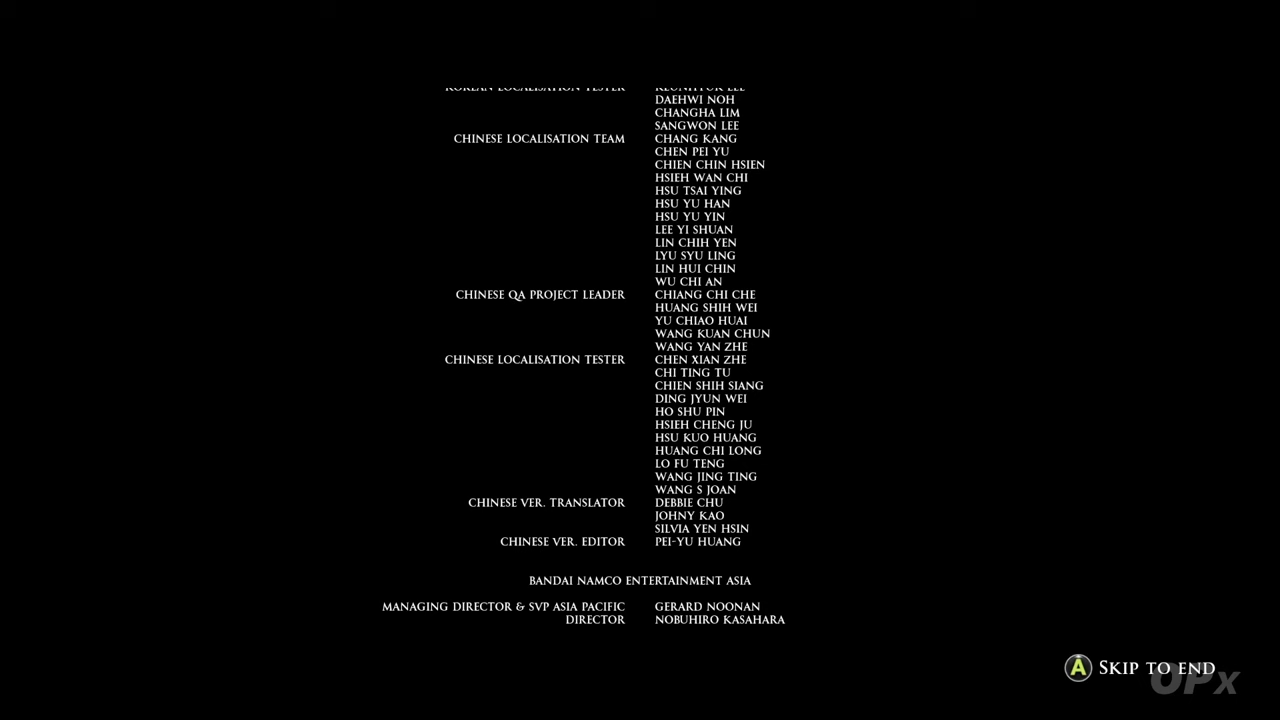 KOREAN LOCALISATION TESTER KEUNHYUK LEE
DAEHWI NOH
CHANGHA LIM
SANGWON LEE
CHINESE LOCALISATION TEAM CHANG KANG
CHEN PEI YU
CHIEN CHIN HSIEN
HSIEH WAN CHI
HSU TSAI YING
HSU YU HAN
HSU YU YIN
LEE YI SHUAN
LIN CHIH YEN
LYU SYU LING
LIN HUI CHIN
WU CHI AN
CHINESE QA PROJECT LEADER CHIANG CHI CHE
HUANG SHIH WEI
YU CHIAO HUAI
WANG KUAN CHUN
WANG YAN ZHE
CHINESE LOCALISATION TESTER CHEN XIAN ZHE
CHI TING TU
CHIEN SHIH SIANG
DING JYUN WEI
HO SHU PIN
HSIEH CHENG JU
HSU KUO HUANG
HUANG CHI LONG
LO FU TENG
WANG JING TING
WANG S JOAN
CHINESE VER. TRANSLATOR DEBBIE CHU
JOHNY KAO
SILVIA YEN HSIN
CHINESE VER. EDITOR PEI-YU HUANG
BANDAI NAMCO ENTERTAINMENT ASIA
MANAGING DIRECTOR & SVP ASIA PACIFIC GERARD NOONAN
DIRECTOR NOBUHIRO KASAHARA
A SKIP TO END
OPx